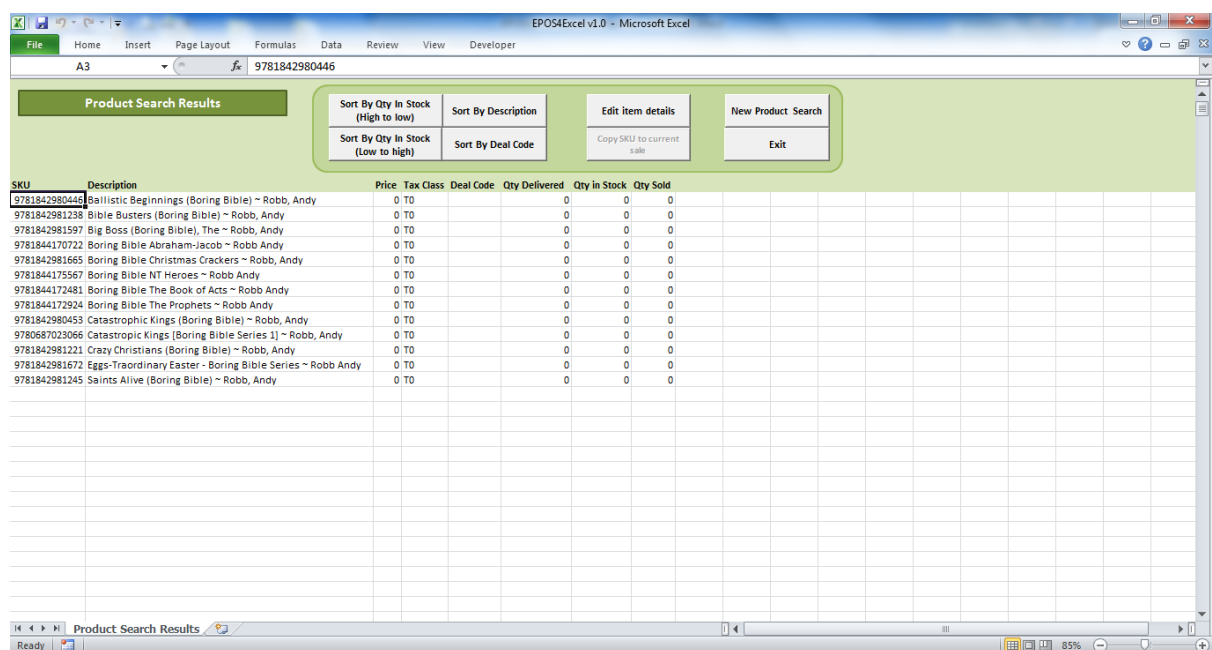 EPOS4Excel v1.0 - Microsoft Excel
File Home Insert Page Layout Formulas Data Review View Developer
A3 fx 9781842980446
Product Search Results
Sort By Qty In Stock (High to low)
Sort By Description
Edit item details
New Product Search
Sort By Qty In Stock (Low to high)
Sort By Deal Code
Copy SKU to current sale
Exit
SKU Description Price Tax Class Deal Code Qty Delivered Qty in Stock Qty Sold
9781842980446 Ballistic Beginnings (Boring Bible) ~ Robb, Andy 0 T0 0 0 0
9781842981238 Bible Busters (Boring Bible) ~ Robb, Andy 0 T0 0 0 0
9781842981597 Big Boss (Boring Bible), The ~ Robb, Andy 0 T0 0 0 0
9781844170722 Boring Bible Abraham-Jacob ~ Robb Andy 0 T0 0 0 0
9781842981665 Boring Bible Christmas Crackers ~ Robb, Andy 0 T0 0 0 0
9781844175567 Boring Bible NT Heroes ~ Robb Andy 0 T0 0 0 0
9781844172481 Boring Bible The Book of Acts ~ Robb Andy 0 T0 0 0 0
9781844172924 Boring Bible The Prophets ~ Robb Andy 0 T0 0 0 0
9781842980453 Catastrophic Kings (Boring Bible) ~ Robb, Andy 0 T0 0 0 0
9780687023066 Catastropic Kings [Boring Bible Series 1] ~ Robb, Andy 0 T0 0 0 0
9781842981221 Crazy Christians (Boring Bible) ~ Robb, Andy 0 T0 0 0 0
9781842981672 Eggs-Traordinary Easter - Boring Bible Series ~ Robb Andy 0 T0 0 0 0
9781842981245 Saints Alive (Boring Bible) ~ Robb, Andy 0 T0 0 0 0
Product Search Results
Ready 85%